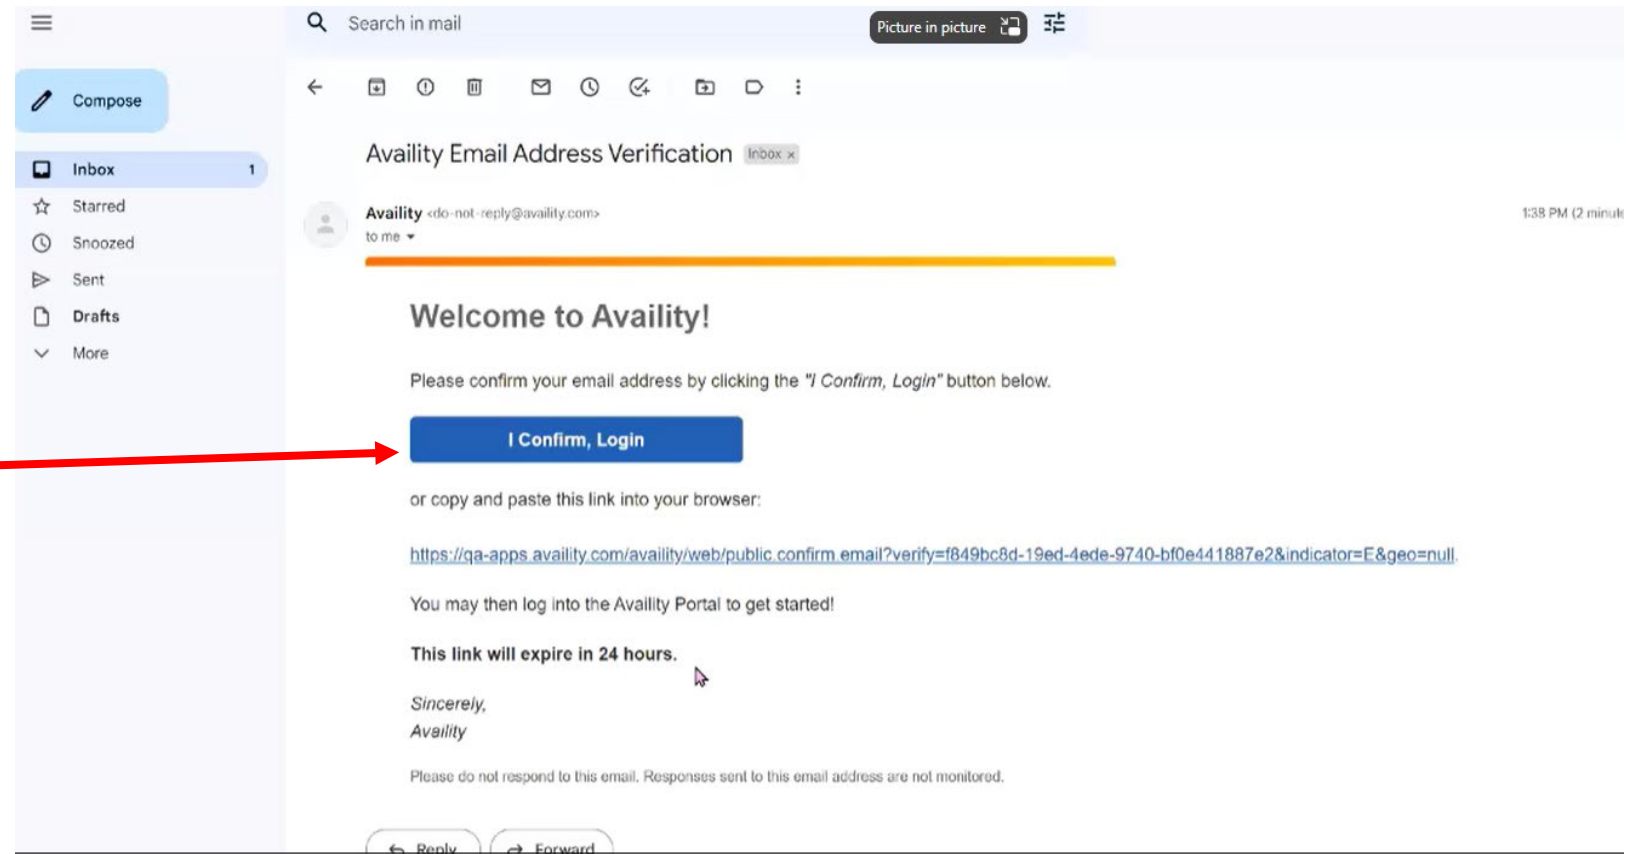 Search in mail
Picture in picture
Compose
Inbox 1
Starred
Snoozed
Sent
Drafts
More
Availity Email Address Verification Inbox x
Availity <do-not-reply@availity.com> 1:38 PM (2
to me
Welcome to Availity!
Please confirm your email address by clicking the "I Confirm, Login" button below.
I Confirm, Login
or copy and paste this link into your browser:
https://qa-apps.availity.com/availity/web/public.confirm.email?verify=f849bc8d-19ed-4ede-9740-bf0e441887e2&indicator=E&geo=null.
You may then log into the Availity Portal to get started!
This link will expire in 24 hours.
Sincerely,
Availity
Please do not respond to this email. Responses sent to this email address are not monitored.
Reply Forward